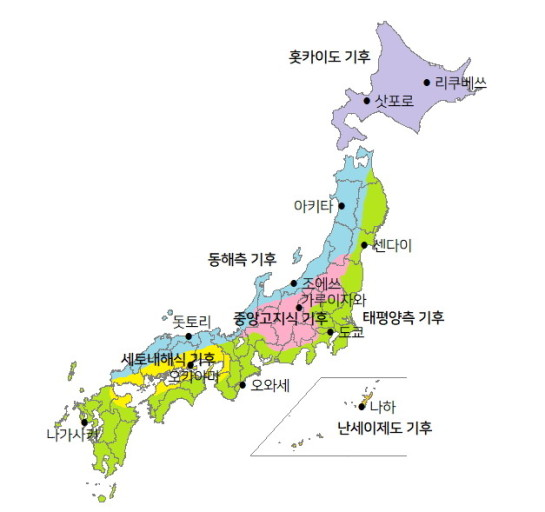 홋카이도 기후
리쿠베쓰
삿포로
아키타
센다이
동해측 기후
조에쓰
가루이자와
중앙고지식 기후
태평양측 기후
돗토리
도쿄
세토내해식 기후
오카야마
오와세
나하
나가사키
난세이제도 기후